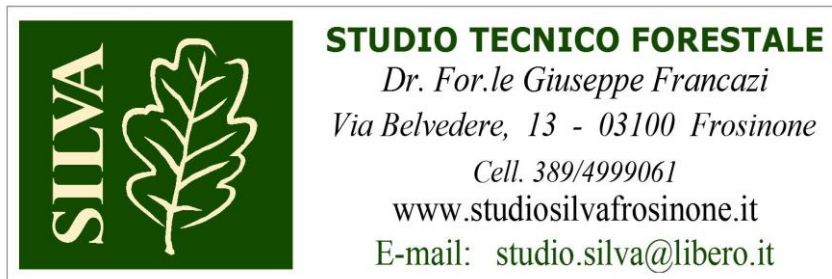 SILVA
STUDIO TECNICO FORESTALE
Dr. For.le Giuseppe Francazi
Via Belvedere, 13 - 03100 Frosinone
Cell. 389/4999061
www.studiosilvafrosinone.it
E-mail: studio.silva@libero.it